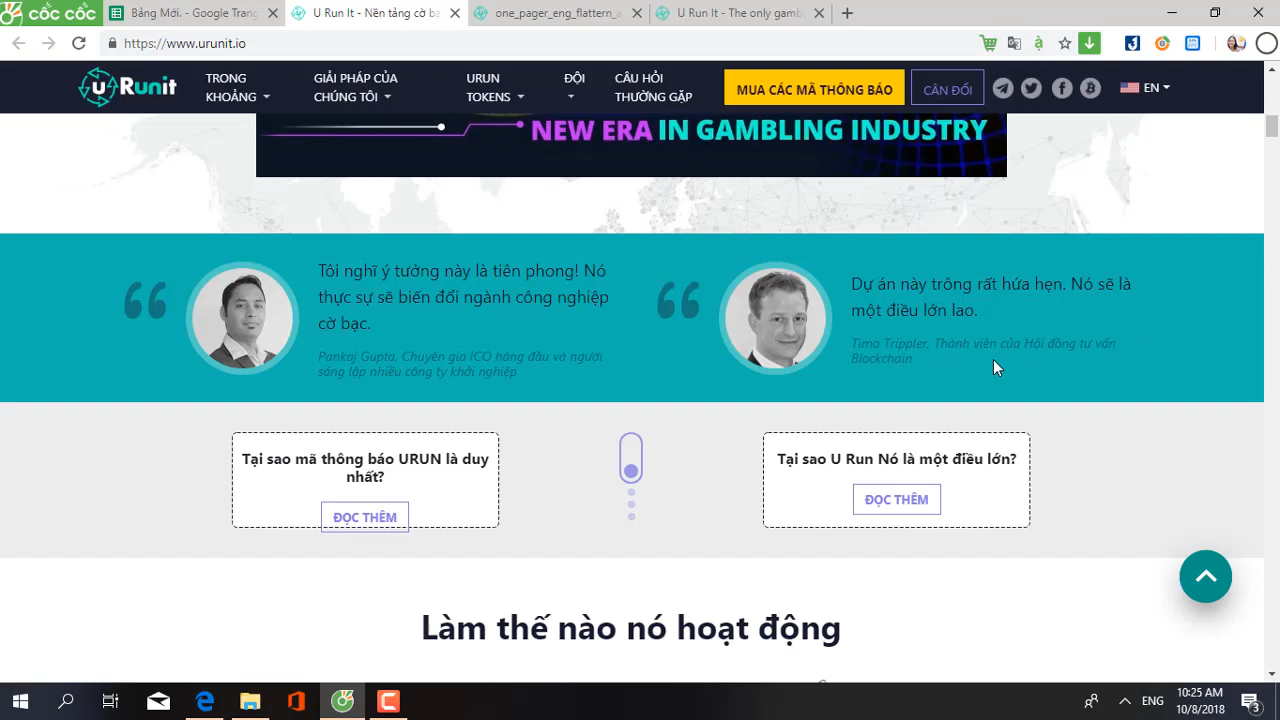 cốc cốc
Bảng Mới. - Google Trang
U Run It - Nền tảng cờ bạ
one_pager_eng_flattern_a
U Run It - The only gamb
https://www.urunit.io
uRunit
TRONG
KHOẢNG
GIẢI PHÁP CỦA
CHÚNG TÔI
URUN
TOKENS
ĐỘI
CÂU HỎI
THƯỜNG GẶP
MUA CÁC MÃ THÔNG BÁO
CÂN ĐỐI
EN
NEW ERA IN GAMBLING INDUSTRY
Tôi nghĩ ý tưởng này là tiên phong! Nó
thực sự sẽ biến đổi ngành công nghiệp
cờ bạc.
Pankaj Gupta, Chuyên gia ICO hàng đầu và người
sáng lập nhiều công ty khởi nghiệp
Dự án này trông rất hứa hẹn. Nó sẽ là
một điều lớn lao.
Timo Trippler, Thành viên của Hội đồng tư vấn
Blockchain
Tại sao mã thông báo URUN là duy
nhất?
ĐỌC THÊM
Tại sao U Run Nó là một điều lớn?
ĐỌC THÊM
Làm thế nào nó hoạt động
ENG
10:25 AM
10/8/2018
3